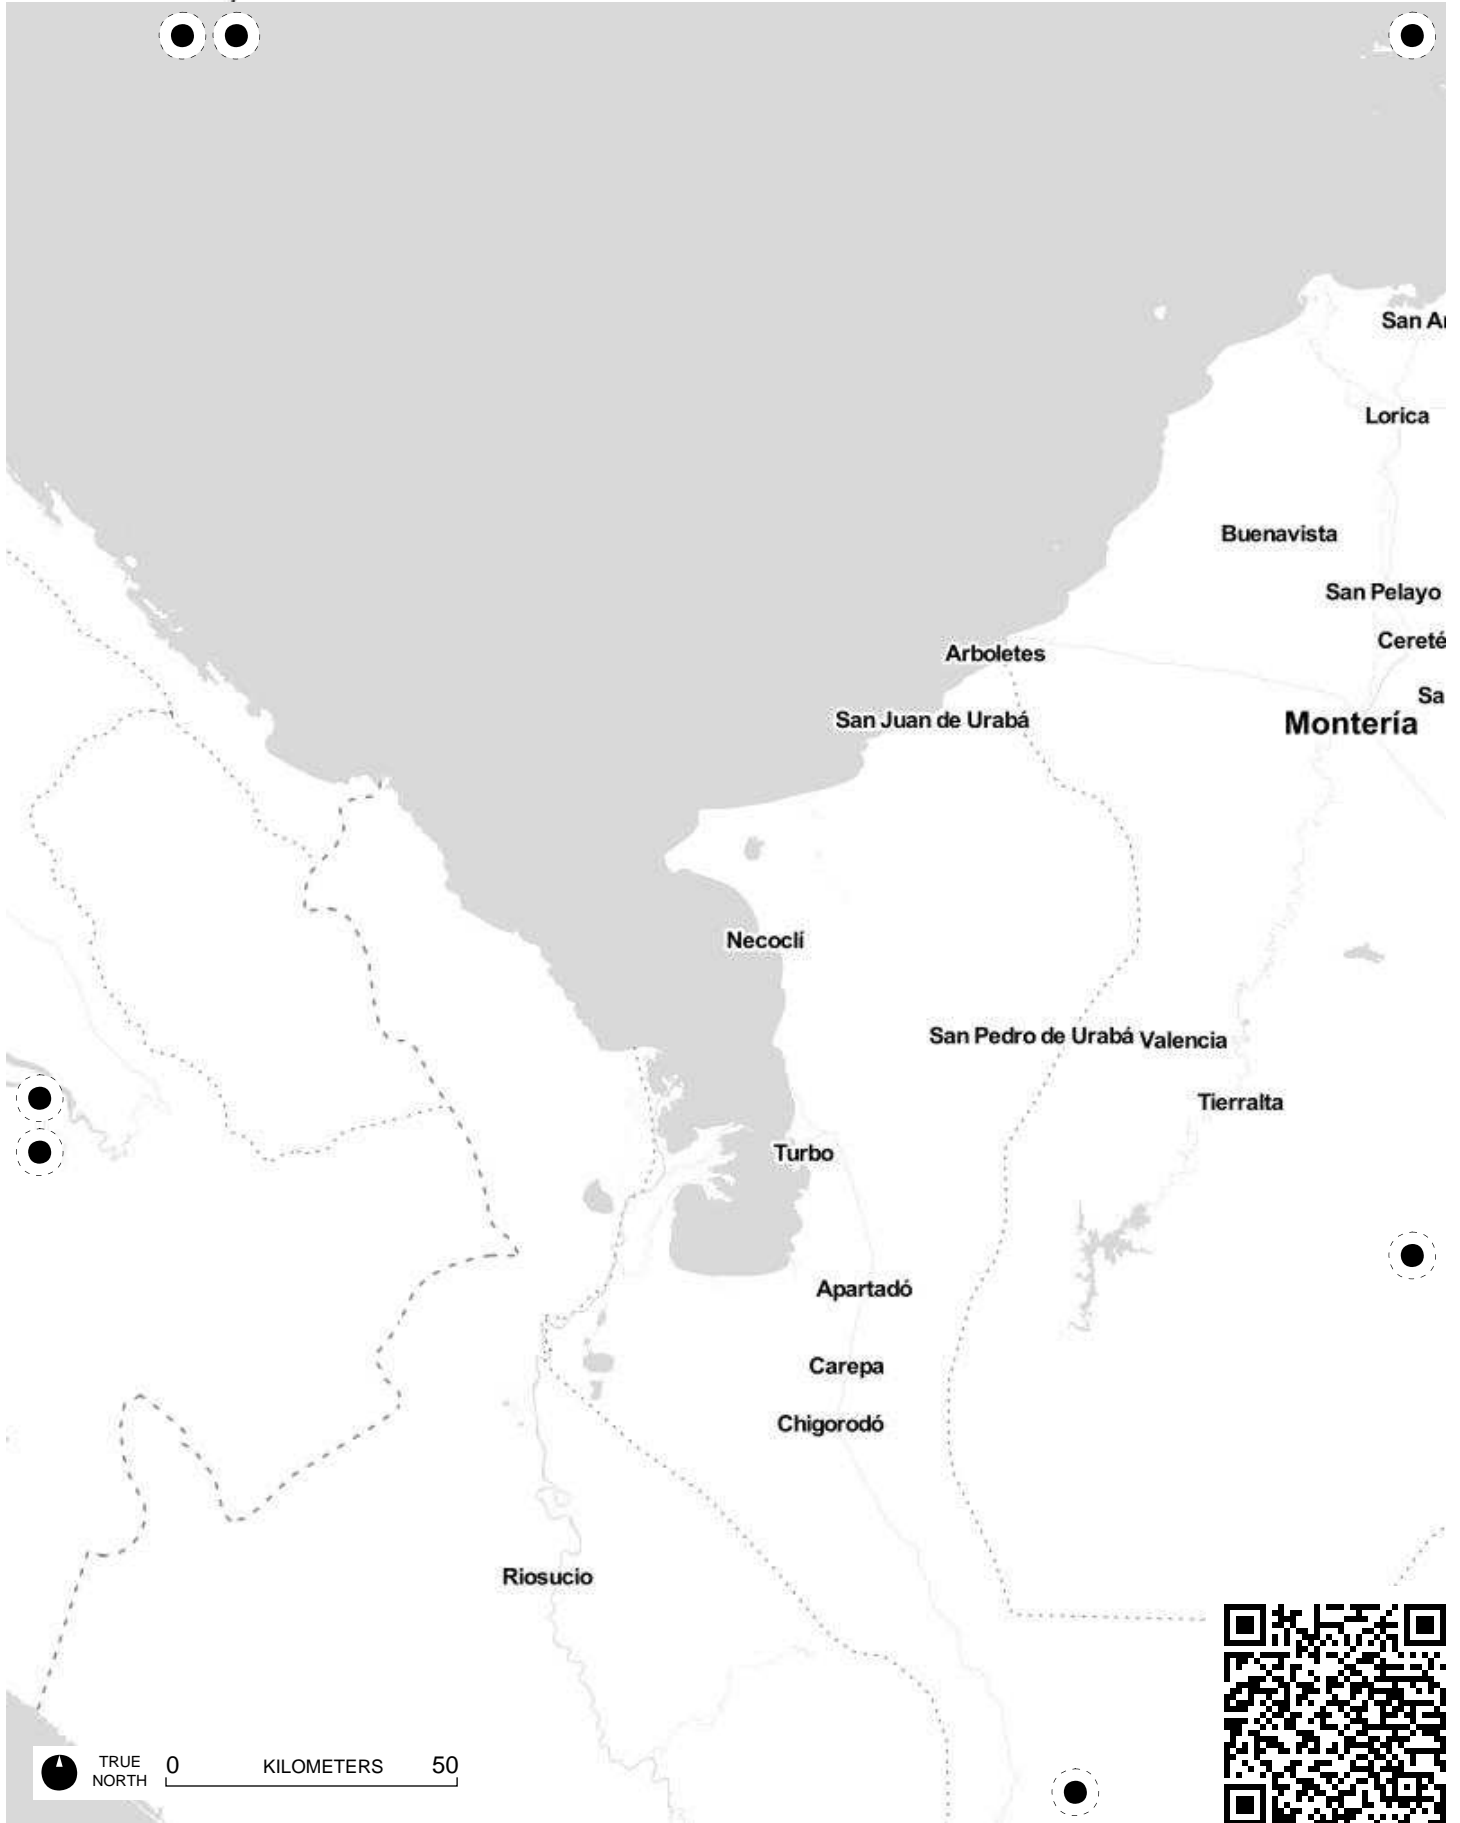 San Ar
Lorica
Buenavista
San Pelayo
Cereté
Arboletes
Sa
San Juan de Urabá
Montería
Necoclí
San Pedro de Urabá
Valencia
Tierralta
Turbo
Apartadó
Carepa
Chigorodó
Riosucio
TRUE
NORTH
0 KILOMETERS 50